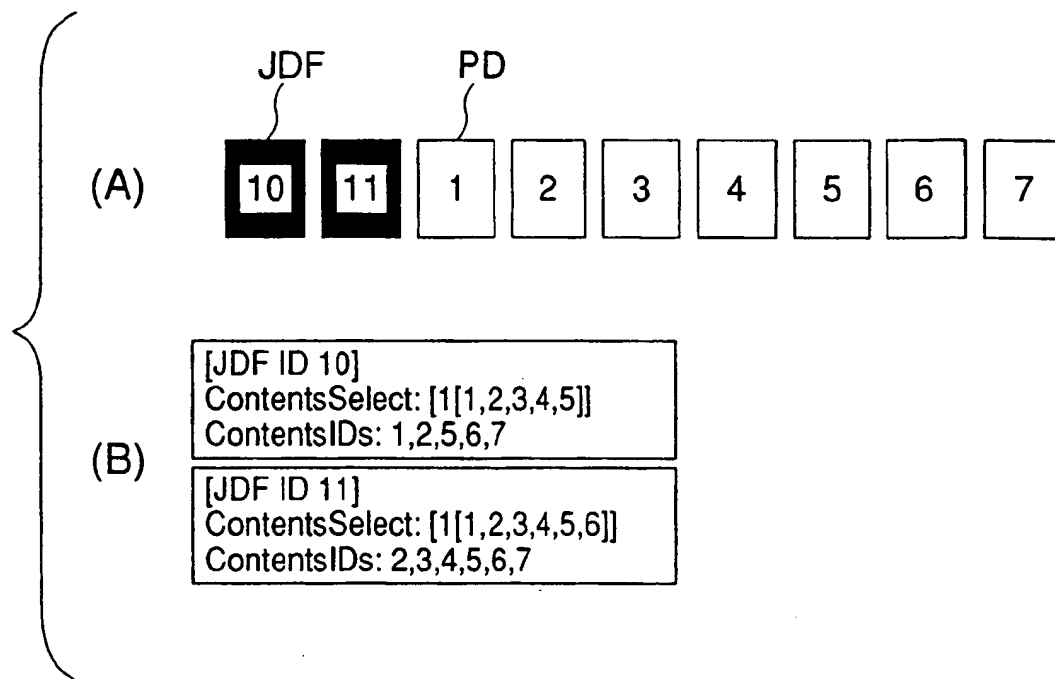 JDF PD
(A) 10 11 1 2 3 4 5 6 7
(B)
[JDF ID 10]
ContentsSelect: [1[1,2,3,4,5]]
ContentsIDs: 1,2,5,6,7
[JDF ID 11]
ContentsSelect: [1[1,2,3,4,5,6]]
ContentsIDs: 2,3,4,5,6,7